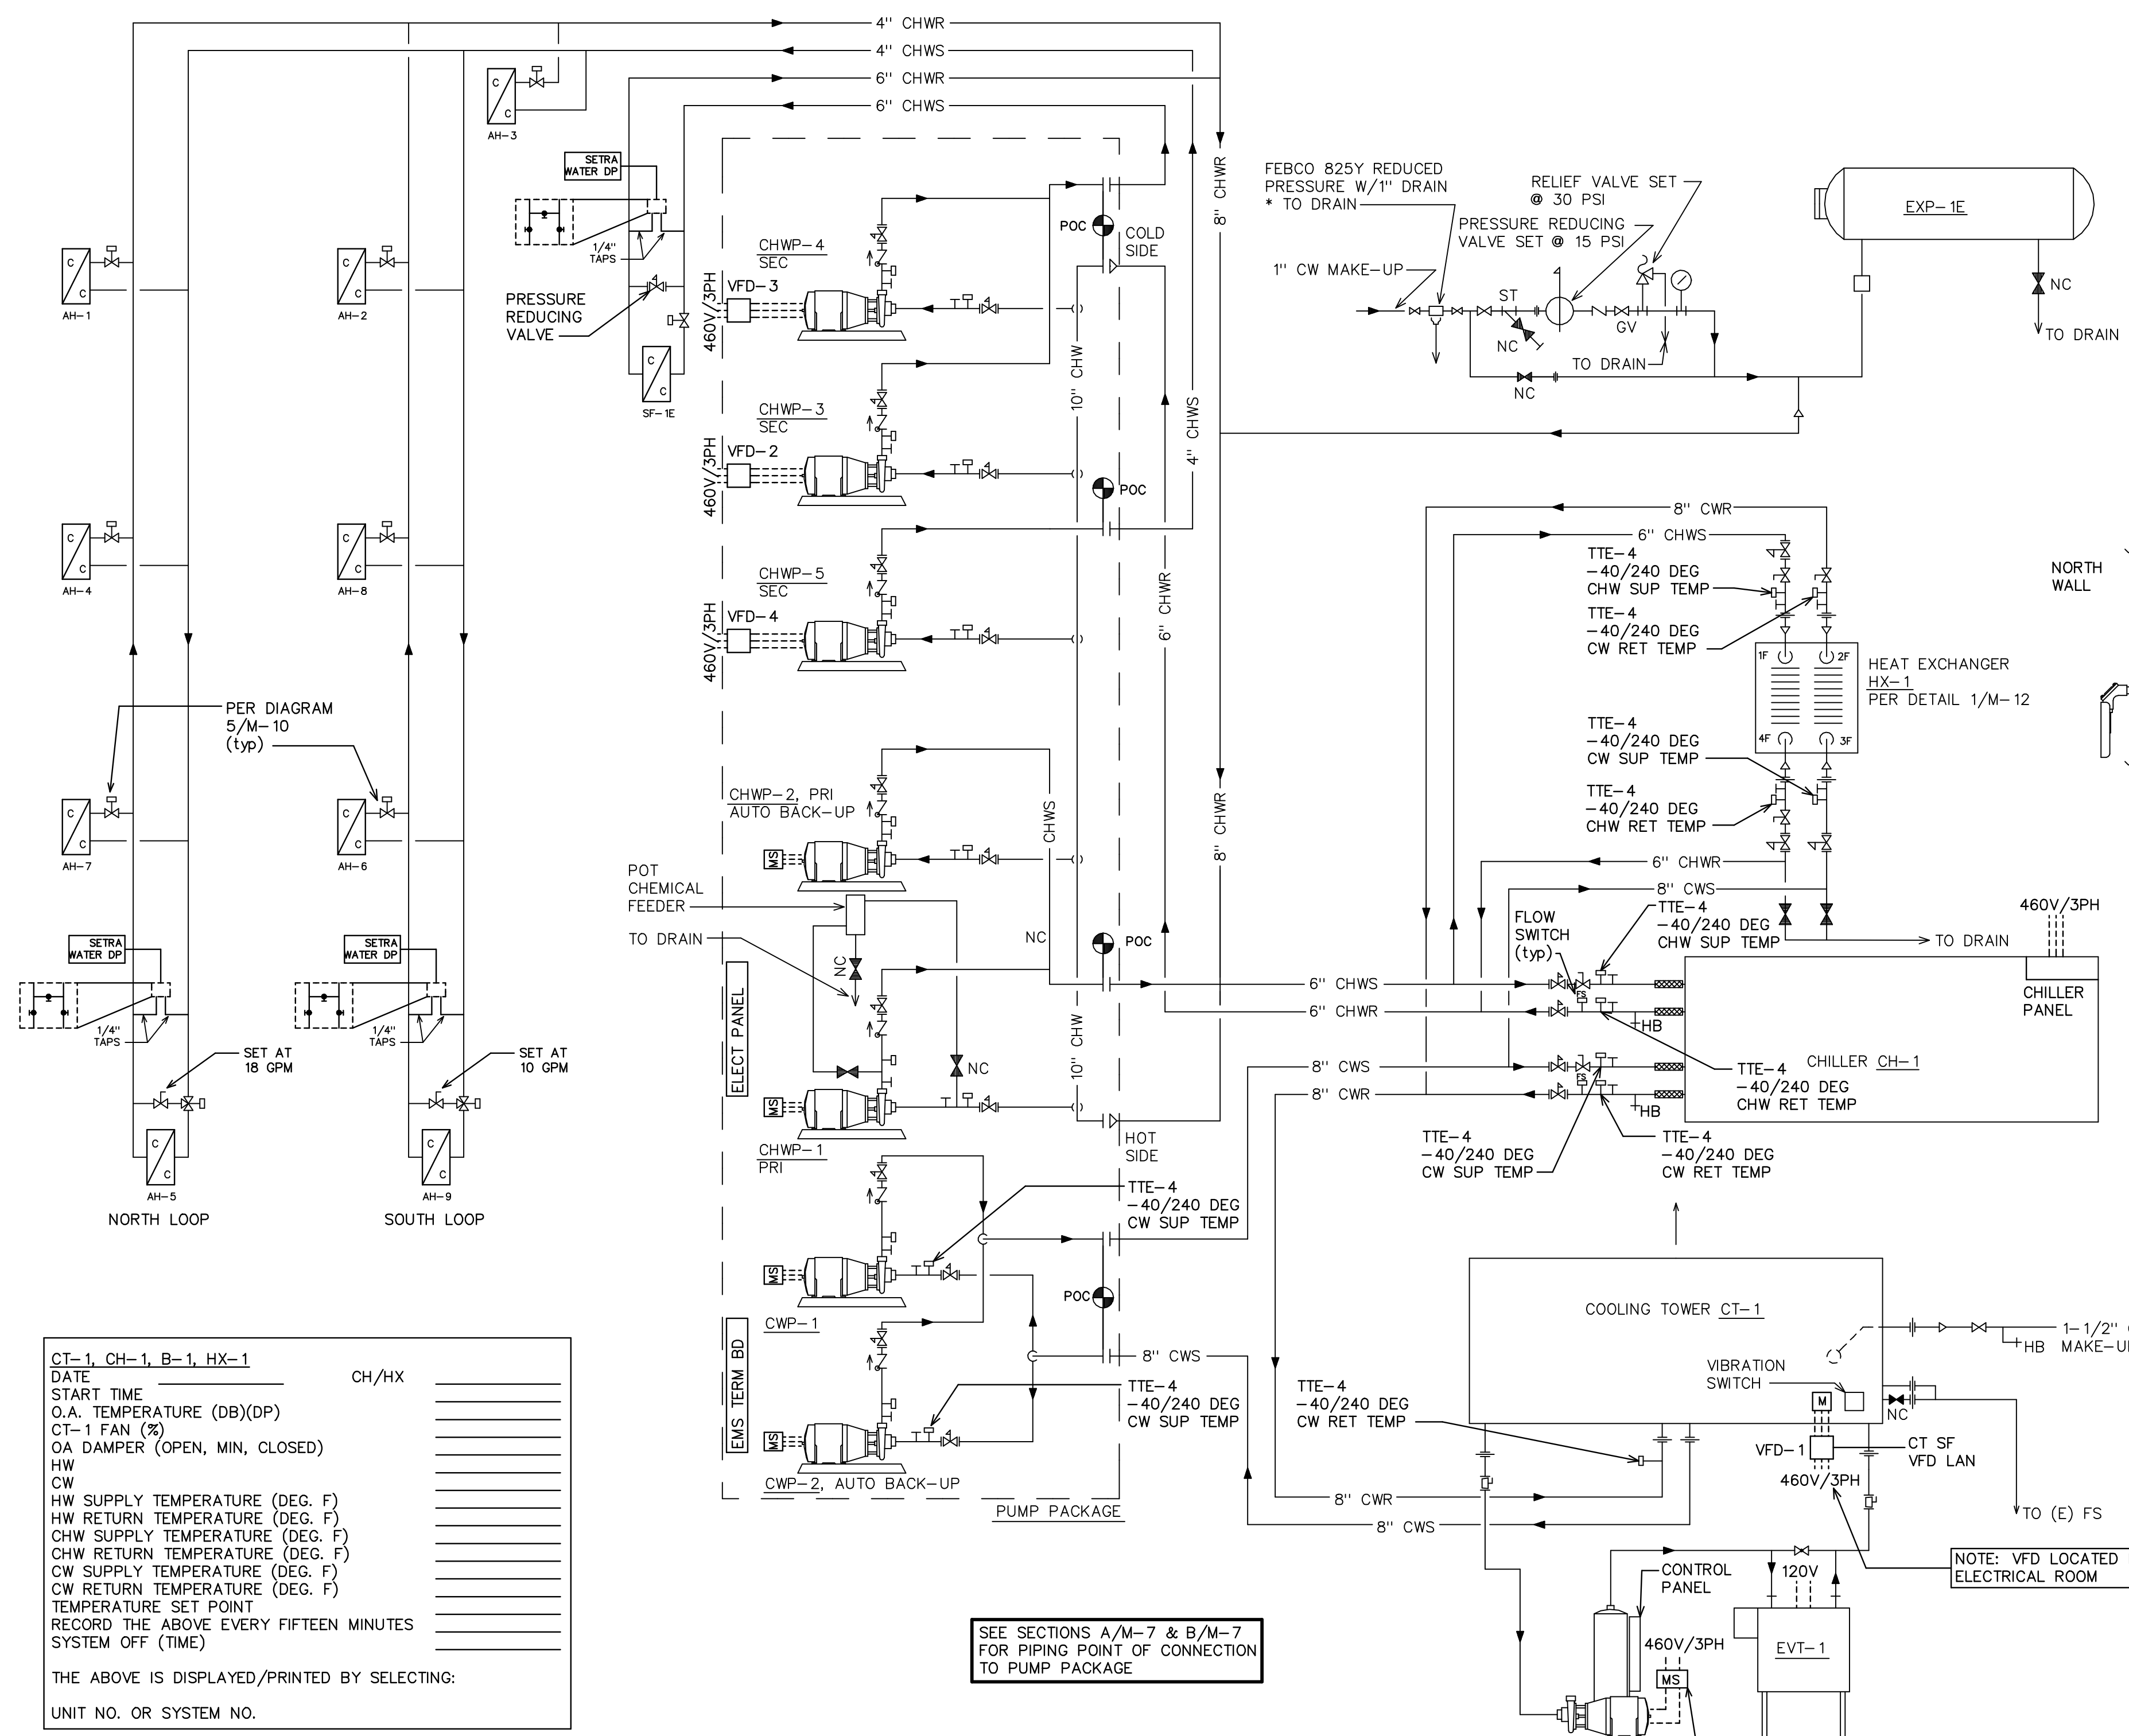 4" CHWR
4" CHWS
6" CHWR
6" CHWS
C
C
AH-3
SETRA
WATER DP
1/4"
TAPS
PRESSURE
REDUCING
VALVE
C
C
SF-1E
C
C
AH-1
C
C
AH-2
C
C
AH-4
C
C
AH-8
PER DIAGRAM
5/M-10
(typ)
C
C
AH-7
C
C
AH-6
SETRA
WATER DP
1/4"
TAPS
SET AT
18 GPM
C
C
AH-5
NORTH LOOP
SETRA
WATER DP
1/4"
TAPS
SET AT
10 GPM
C
C
AH-9
SOUTH LOOP
CHWP-4
SEC
VFD-3
460V/3PH
CHWP-3
SEC
VFD-2
460V/3PH
CHWP-5
SEC
VFD-4
460V/3PH
CHWP-2, PRI
AUTO BACK-UP
MS
POT
CHEMICAL
FEEDER
TO DRAIN
NC
NC
ELECT PANEL
MS
CHWP-1
PRI
MS
CWP-1
EMS TERM BD
MS
CWP-2, AUTO BACK-UP
PUMP PACKAGE
POC
COLD
SIDE
10" CHW
POC
4" CHWS
8" CHWR
6" CHWR
8" CHWR
CHWS
NC
POC
10" CHW
HOT
SIDE
TTE-4
-40/240 DEG
CW SUP TEMP
POC
8" CWS
TTE-4
-40/240 DEG
CW SUP TEMP
FEBCO 825Y REDUCED
PRESSURE W/1" DRAIN
* TO DRAIN
1" CW MAKE-UP
RELIEF VALVE SET
@ 30 PSI
PRESSURE REDUCING
VALVE SET @ 15 PSI
ST
NC
GV
TO DRAIN
NC
EXP-1E
NC
TO DRAIN
8" CWR
6" CHWS
TTE-4
-40/240 DEG
CHW SUP TEMP
TTE-4
-40/240 DEG
CW RET TEMP
1F
2F
4F
3F
HEAT EXCHANGER
HX-1
PER DETAIL 1/M-12
NORTH
WALL
TTE-4
-40/240 DEG
CW SUP TEMP
TTE-4
-40/240 DEG
CHW RET TEMP
6" CHWR
8" CWS
FLOW
SWITCH
(typ)
TTE-4
-40/240 DEG
CHW SUP TEMP
TO DRAIN
460V/3PH
CHILLER
PANEL
6" CHWS
FS
6" CHWR
HB
8" CWS
FS
8" CWR
HB
CHILLER CH-1
TTE-4
-40/240 DEG
CHW RET TEMP
TTE-4
-40/240 DEG
CW SUP TEMP
TTE-4
-40/240 DEG
CW RET TEMP
COOLING TOWER CT-1
VIBRATION
SWITCH
M
1-1/2"
HB
NC
TTE-4
-40/240 DEG
CW RET TEMP
VFD-1
CT SF
VFD LAN
460V/3PH
8" CWR
8" CWS
TO (E) FS
NOTE: VFD LOCATED
ELECTRICAL ROOM
CONTROL
PANEL
120V
460V/3PH
MS
EVT-1
SEE SECTIONS A/M-7 & B/M-7
FOR PIPING POINT OF CONNECTION
TO PUMP PACKAGE
CT-1, CH-1, B-1, HX-1
DATE CH/HX
START TIME
O.A. TEMPERATURE (DB)(DP)
CT-1 FAN (%)
OA DAMPER (OPEN, MIN, CLOSED)
HW
CW
HW SUPPLY TEMPERATURE (DEG. F)
HW RETURN TEMPERATURE (DEG. F)
CHW SUPPLY TEMPERATURE (DEG. F)
CHW RETURN TEMPERATURE (DEG. F)
CW SUPPLY TEMPERATURE (DEG. F)
CW RETURN TEMPERATURE (DEG. F)
TEMPERATURE SET POINT
RECORD THE ABOVE EVERY FIFTEEN MINUTES
SYSTEM OFF (TIME)
THE ABOVE IS DISPLAYED/PRINTED BY SELECTING:
UNIT NO. OR SYSTEM NO.